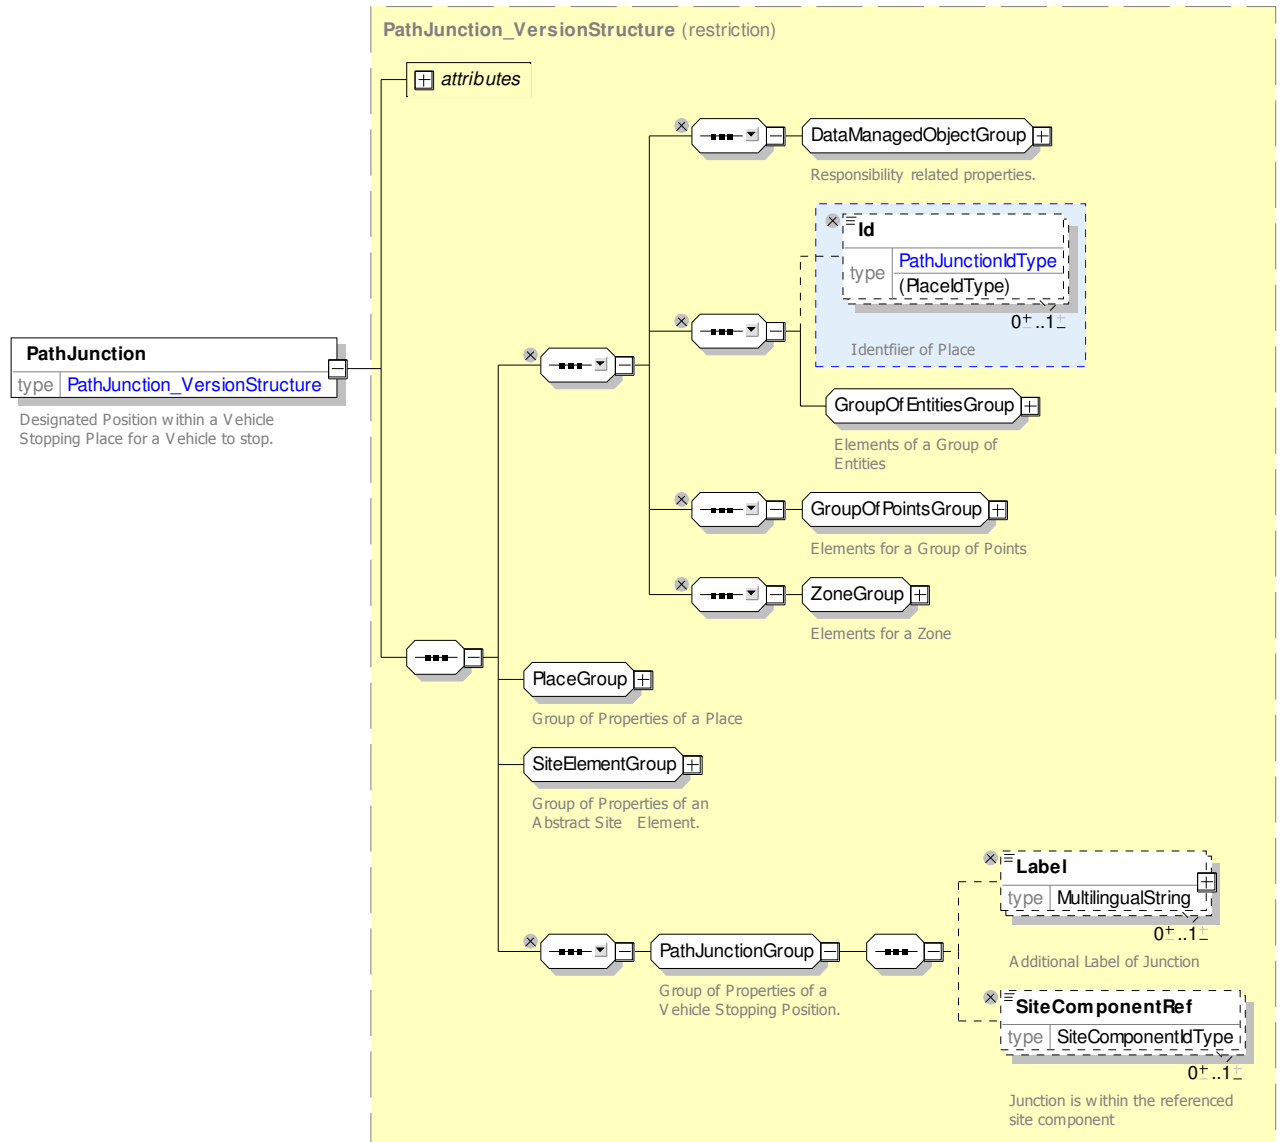 PathJunction_VersionStructure (restriction)
attributes
DataManagedObjectGroup
Responsibility related properties.
Id
type PathJunctionIdType
(PlaceIdType)
0..1
Identfiier of Place
GroupOfEntitiesGroup
Elements of a Group of
Entities
PathJunction
type PathJunction_VersionStructure
Designated Position within a Vehicle
Stopping Place for a Vehicle to stop.
GroupOfPointsGroup
Elements for a Group of Points
ZoneGroup
Elements for a Zone
PlaceGroup
Group of Properties of a Place
SiteElementGroup
Group of Properties of an
Abstract Site Element.
PathJunctionGroup
Group of Properties of a
Vehicle Stopping Position.
Label
type MultilingualString
0..1
Additional Label of Junction
SiteComponentRef
type SiteComponentIdType
0..1
Junction is within the referenced
site component